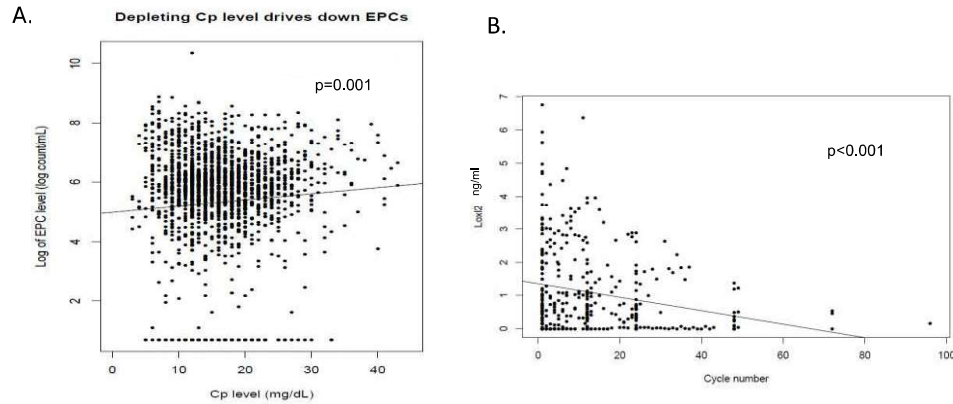 A.
Depleting Cp level drives down EPCs
p=0.001
Log of EPC level (log count/mL)
10
8
6
4
2
0 10 20 30 40
Cp level (mg/dL)
B.
p<0.001
Loxl2 ng/ml
7
6
5
4
3
2
1
0
0 20 40 60 80 100
Cycle number